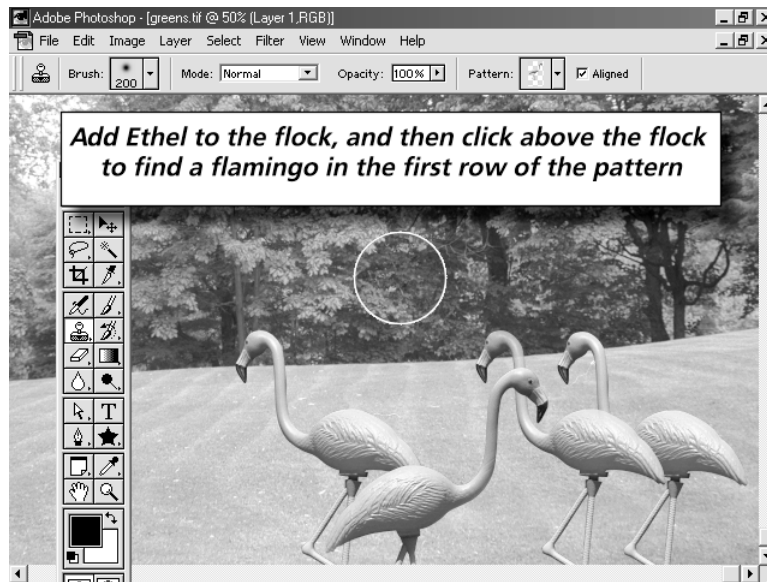 Adobe Photoshop - [greens.tif @ 50% (Layer 1,RGB)]
File Edit Image Layer Select Filter View Window Help
Brush: 200 Mode: Normal Opacity: 100% Pattern: Aligned
Add Ethel to the flock, and then click above the flock
to find a flamingo in the first row of the pattern
T